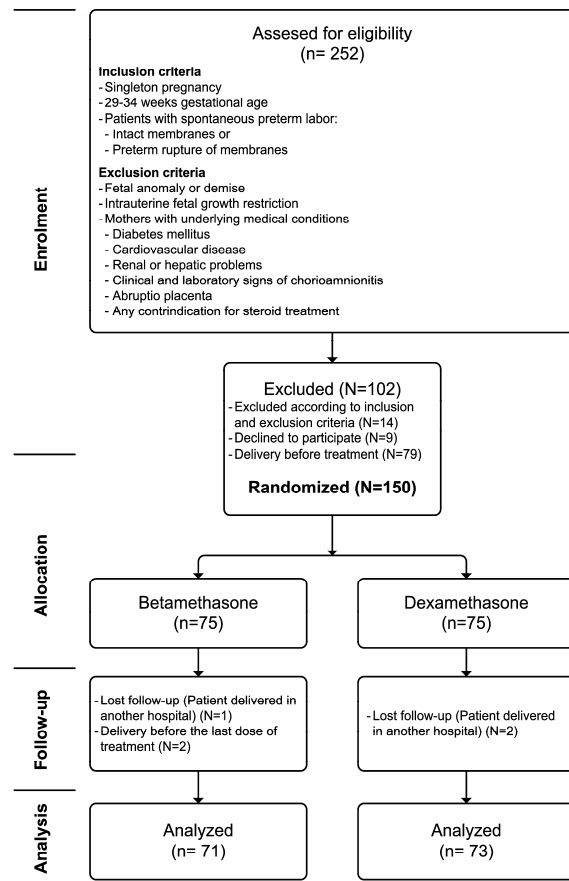 Enrolment
Assesed for eligibility
(n= 252)
Inclusion criteria
- Singleton pregnancy
- 29-34 weeks gestational age
- Patients with spontaneous preterm labor:
- Intact membranes or
- Preterm rupture of membranes
Exclusion criteria
- Fetal anomaly or demise
- Intrauterine fetal growth restriction
- Mothers with underlying medical conditions
- Diabetes mellitus
- Cardiovascular disease
- Renal or hepatic problems
- Clinical and laboratory signs of chorioamnionitis
- Abruptio placenta
- Any contrindication for steroid treatment
Excluded (N=102)
- Excluded according to inclusion
and exclusion criteria (N=14)
- Declined to participate (N=9)
- Delivery before treatment (N=79)
Randomized (N=150)
Allocation
Betamethasone
(n=75)
Dexamethasone
(n=75)
Follow-up
- Lost follow-up (Patient delivered in
another hospital) (N=1)
- Delivery before the last dose of
treatment (N=2)
- Lost follow-up (Patient delivered
in another hospital) (N=2)
Analysis
Analyzed
(n= 71)
Analyzed
(n= 73)